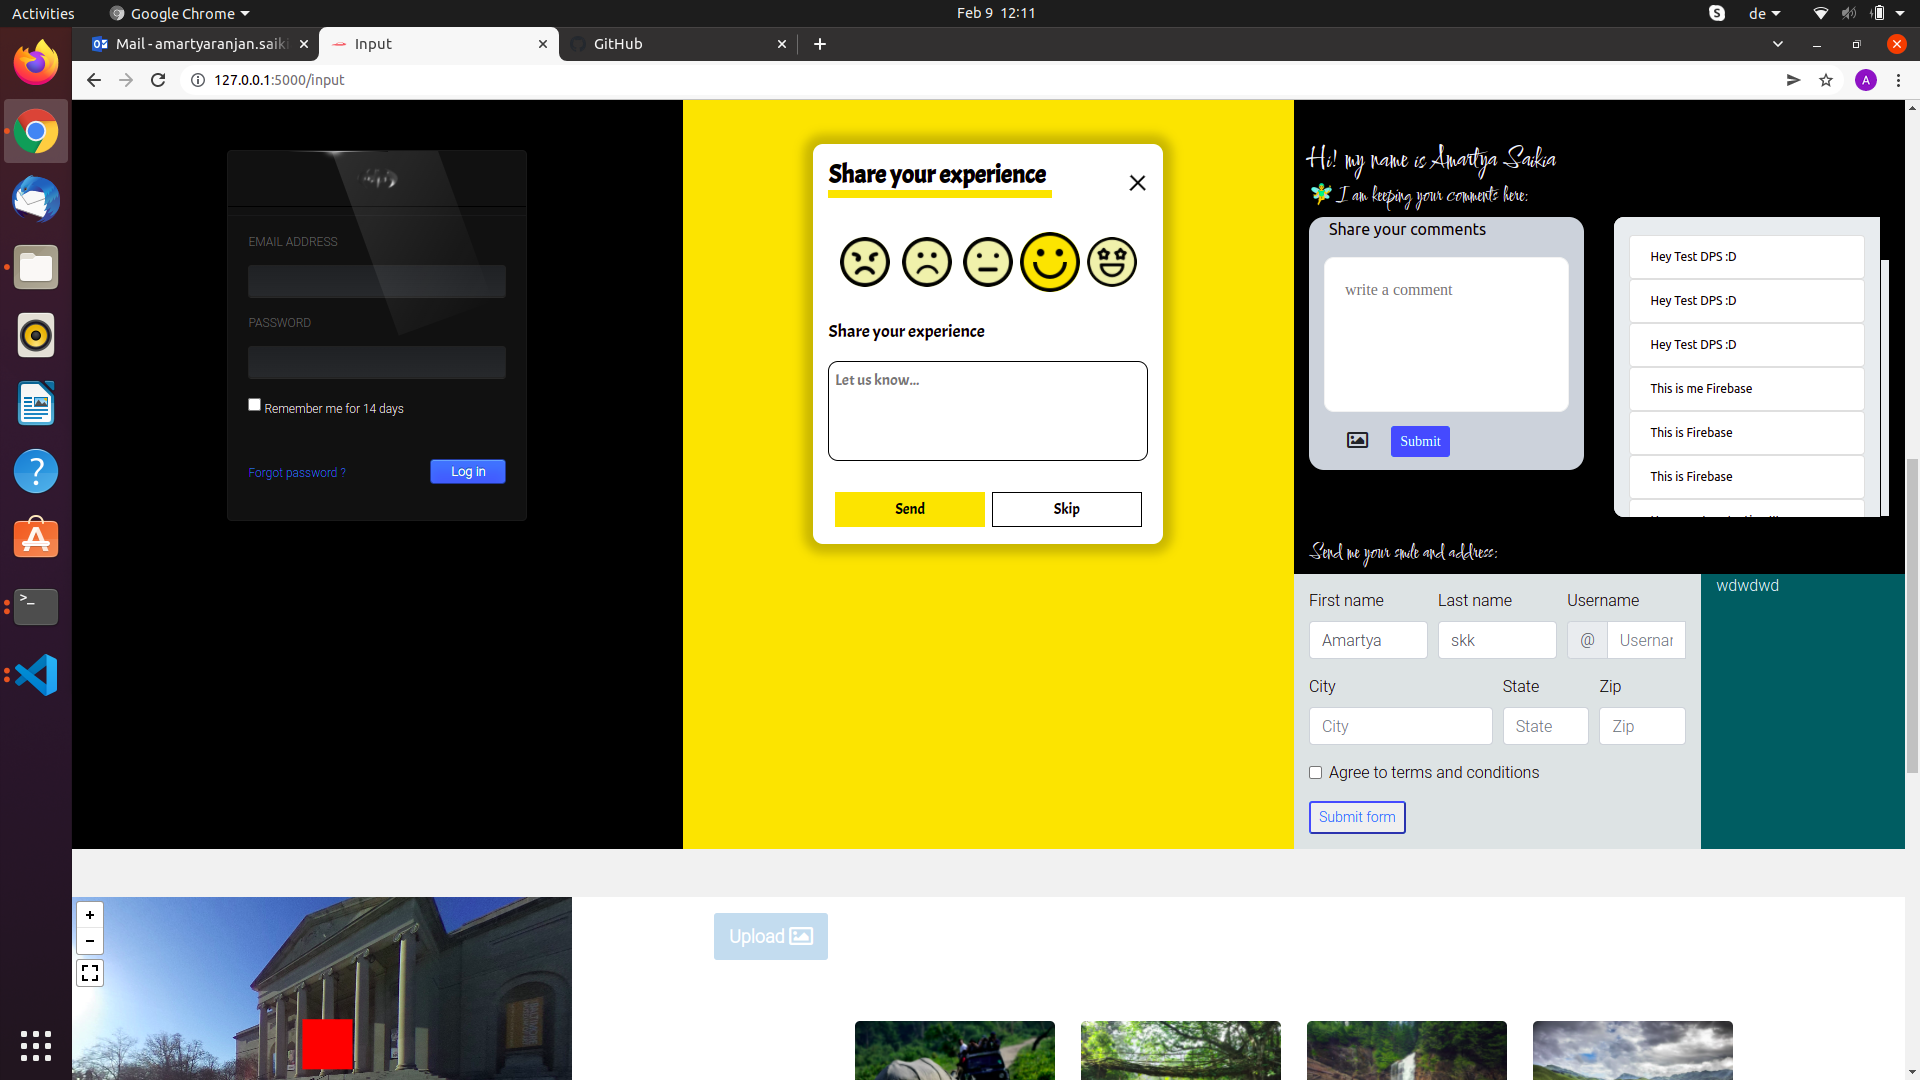 Activities
Google Chrome
Feb 9 12:11
de
Mail - amartyaranjan.saiki
Input
GitHub
127.0.0.1:5000/input
A
EMAIL ADDRESS
PASSWORD
Remember me for 14 days
Forgot password ?
Log in
Share your experience
Share your experience
Let us know...
Send
Skip
Hi! my name is Amartya Saikia
I am keeping your comments here:
Share your comments
write a comment
Submit
Hey Test DPS :D
Hey Test DPS :D
Hey Test DPS :D
This is me Firebase
This is Firebase
This is Firebase
Send me your smile and address:
First name
Last name
Username
Amartya
skk
@
Usernar
City
State
Zip
City
State
Zip
Agree to terms and conditions
Submit form
wdwdwd
+
-
Upload